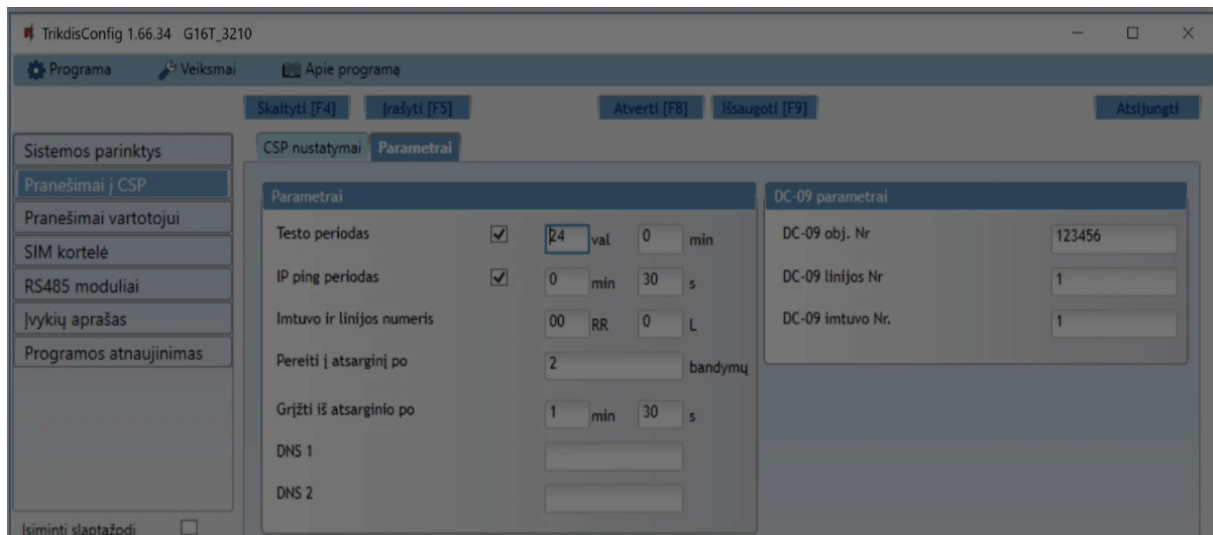 TrikdisConfig 1.66.34 G16T_3210
Programa Veiksmai Apie programą
Skaityti [F4] Įrašyti [F5] Atverti [F8] Išsaugoti [F9] Atsijungti
Sistemos parinktys
Pranešimai į CSP
Pranešimai vartotojui
SIM kortelė
RS485 moduliai
Įvykių aprašas
Programos atnaujinimas
Įsiminti slaptažodį
CSP nustatymai Parametrai
Parametrai
Testo periodas 24 val 0 min
IP ping periodas 0 min 30 s
Imtuvo ir linijos numeris 00 RR 0 L
Pereiti į atsarginį po 2 bandymų
Grįžti iš atsarginio po 1 min 30 s
DNS 1
DNS 2
DC-09 parametrai
DC-09 obj. Nr 123456
DC-09 linijos Nr 1
DC-09 imtuvo Nr. 1